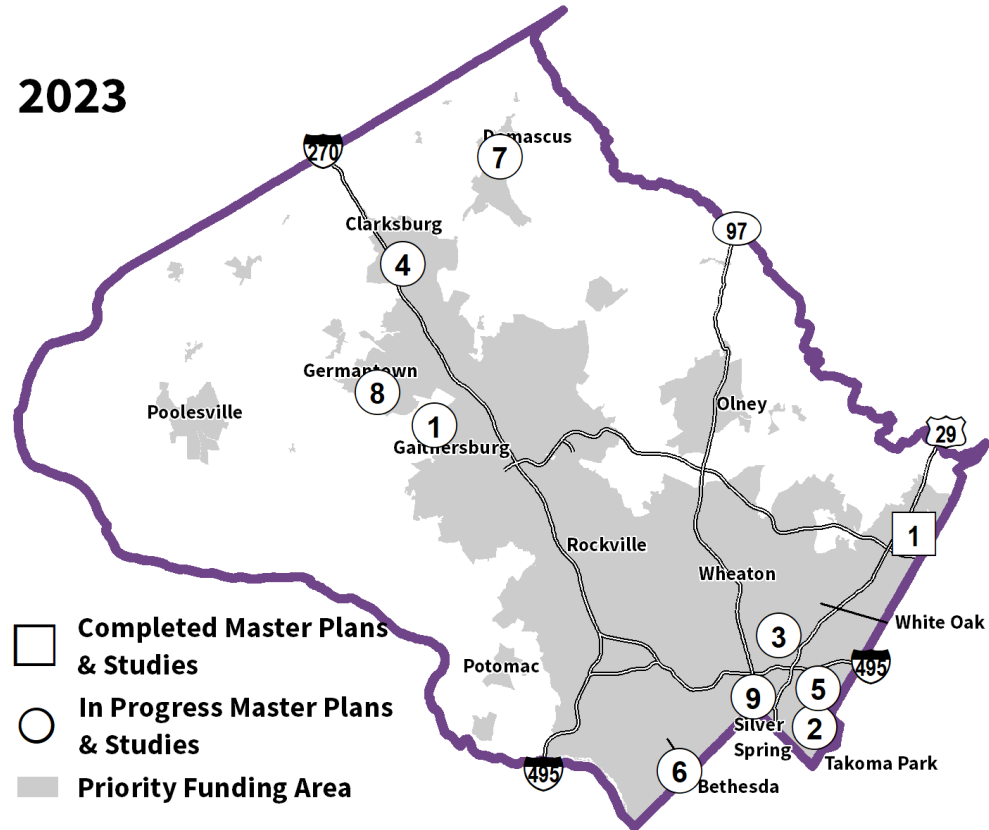 2023
270
Damascus
7
97
Clarksburg
4
Germantown
8
Poolesville
1
Gaithersburg
Olney
29
1
Rockville
Wheaton
White Oak
3
Potomac
495
5
9
2
Silver
Spring
Takoma Park
495
6
Bethesda
Completed Master Plans
& Studies
In Progress Master Plans
& Studies
Priority Funding Area